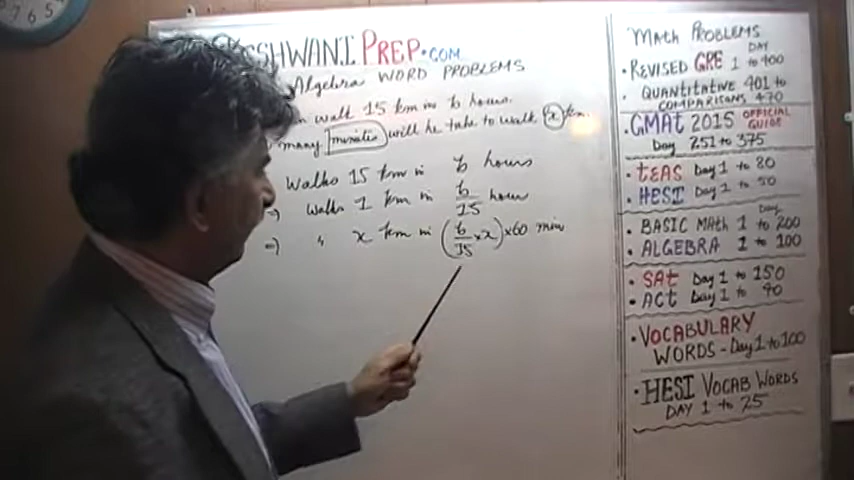 7 6 5
SHWANI PREP.COM
Algebra WORD PROBLEMS
walk 15 km in b hours.
many minutes will he take to walk x km.
Walks 15 km in b hours
=) Walks 1 km in b/15 hour
=) " x km in (b/15 × x) × 60 min
MATH PROBLEMS
• REVISED GRE DAY 1 to 400
• QUANTITATIVE COMPARISONS 401 to 470
• GMAT 2015 OFFICIAL GUIDE
Day 251 to 375
• TEAS Day 1 to 80
• HESI Day 1 to 50
• BASIC MATH Day 1 to 200
• ALGEBRA 1 to 100
• SAT Day 1 to 150
• ACT Day 1 to 90
• VOCABULARY
WORDS - Day 1 to 100
• HESI VOCAB WORDS
DAY 1 to 25